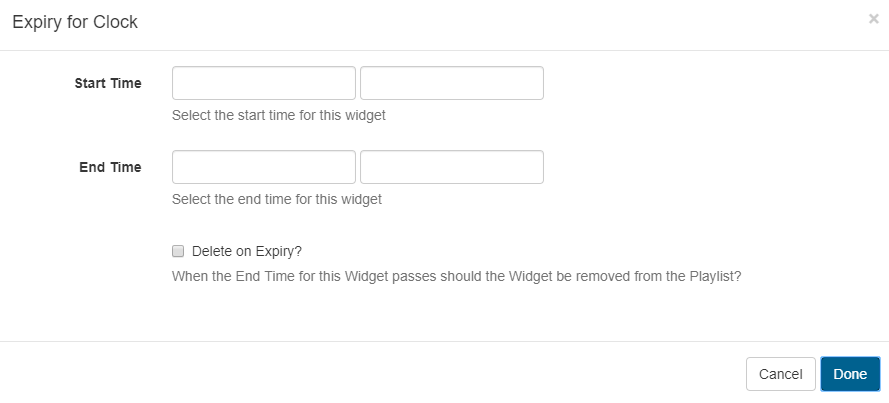 Expiry for Clock
×
Start Time
Select the start time for this widget
End Time
Select the end time for this widget
Delete on Expiry?
When the End Time for this Widget passes should the Widget be removed from the Playlist?
Cancel Done